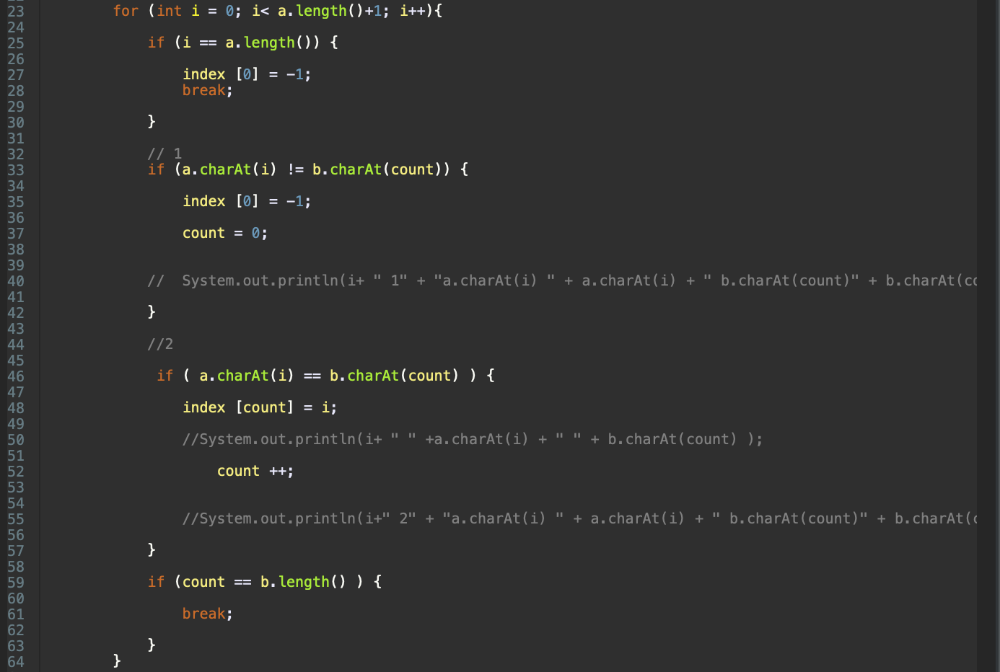 23 for (int i = 0; i< a.length()+1; i++){
24
25 if (i == a.length()) {
26
27 index [0] = -1;
28 break;
29
30 }
31
32 // 1
33 if (a.charAt(i) != b.charAt(count)) {
34
35 index [0] = -1;
36
37 count = 0;
38
39
40 //  System.out.println(i+ " 1" + "a.charAt(i) " + a.charAt(i) + " b.charAt(count)" + b.charAt(co
41
42 }
43
44 //2
45
46 if ( a.charAt(i) == b.charAt(count) ) {
47
48 index [count] = i;
49
50 //System.out.println(i+ " " +a.charAt(i) + " " + b.charAt(count) );
51
52 count ++;
53
54
55 //System.out.println(i+" 2" + "a.charAt(i) " + a.charAt(i) + " b.charAt(count)" + b.charAt(c
56
57 }
58
59 if (count == b.length() ) {
60
61 break;
62
63 }
64 }